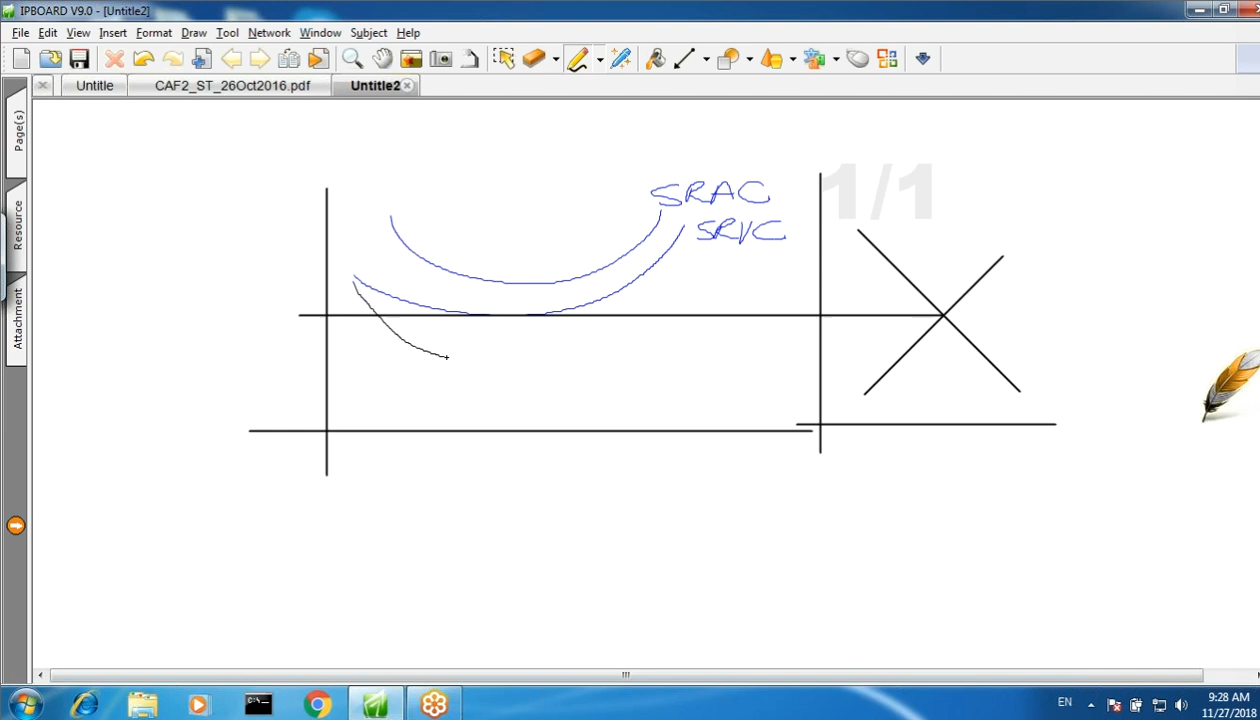 IPBOARD V9.0 - [Untitle2]
File Edit View Insert Format Draw Tool Network Window Subject Help
Untitle CAF2_ST_26Oct2016.pdf Untitle2
Page(s)
Resource
Attachment
1/1
SRAC
SRVC
EN 9:28 AM
11/27/2018